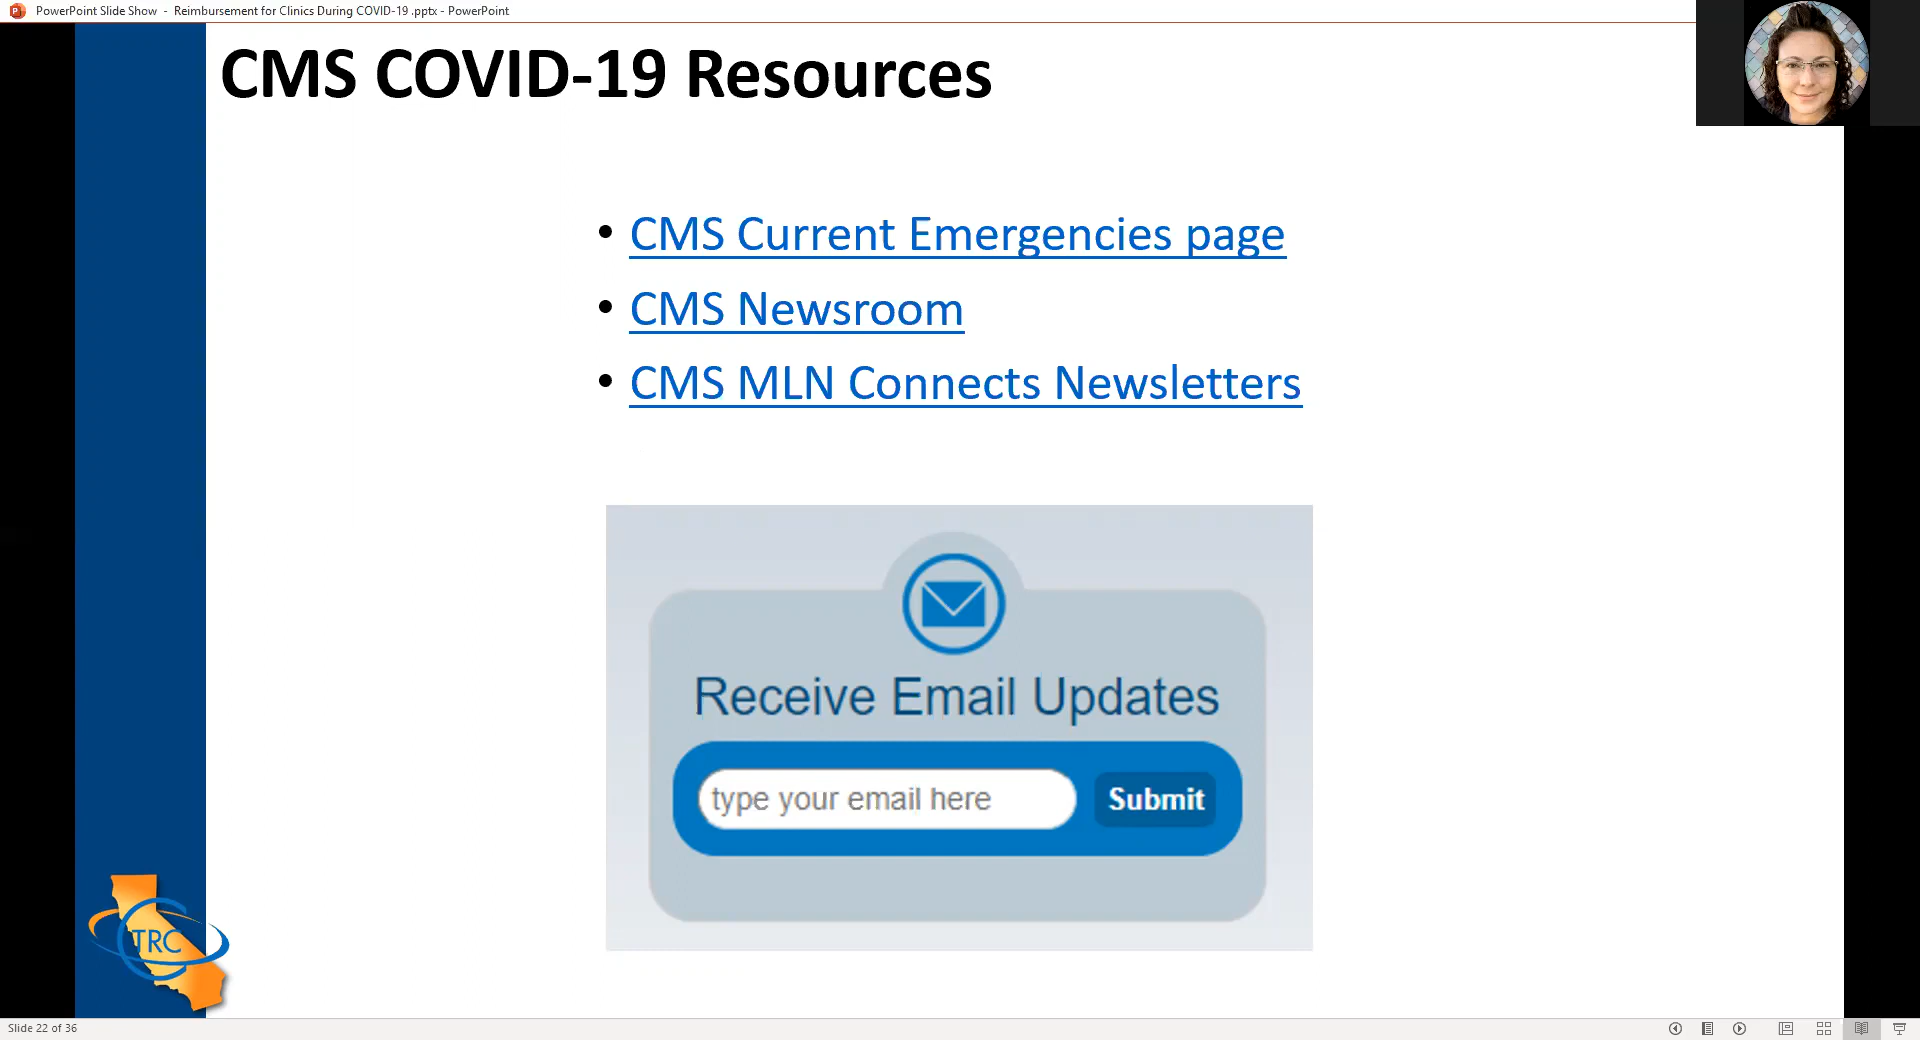 PowerPoint Slide Show - Reimbursement for Clinics During COVID-19 .pptx - PowerPoint
CMS COVID-19 Resources
• CMS Current Emergencies page
• CMS Newsroom
• CMS MLN Connects Newsletters
Receive Email Updates
type your email here
Submit
TRC
Slide 22 of 36